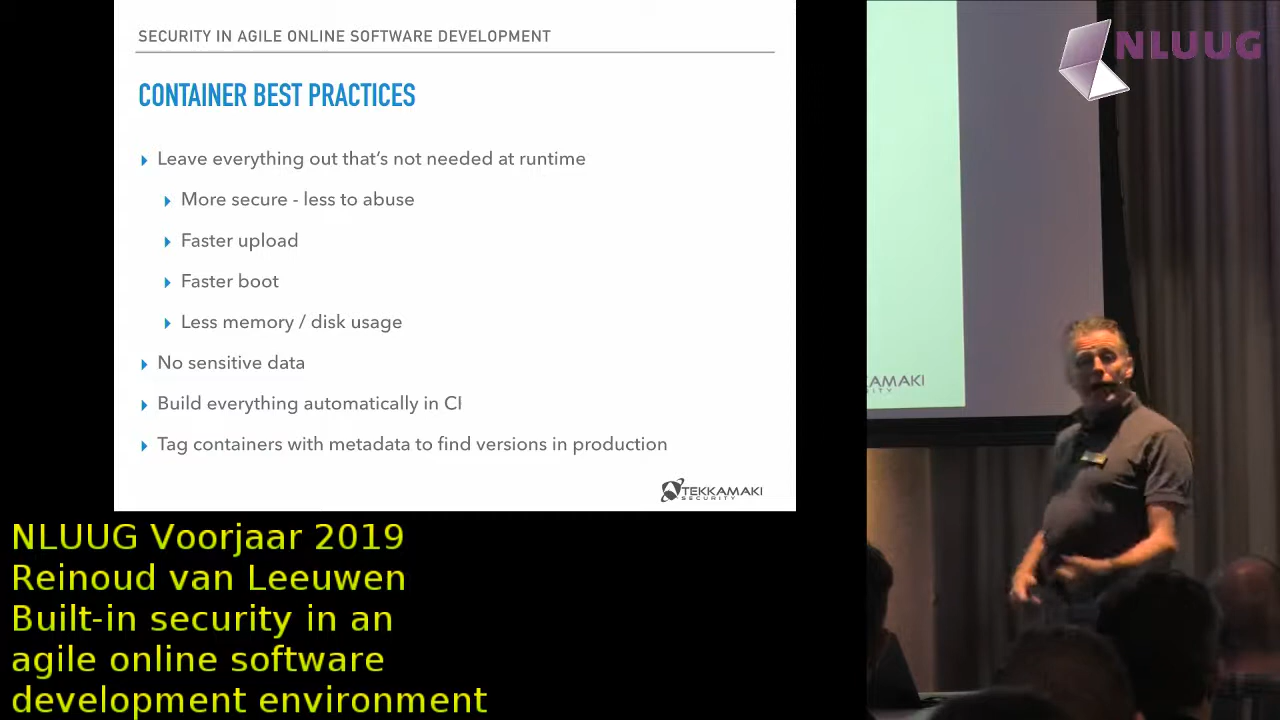 SECURITY IN AGILE ONLINE SOFTWARE DEVELOPMENT
CONTAINER BEST PRACTICES
Leave everything out that's not needed at runtime
More secure - less to abuse
Faster upload
Faster boot
Less memory / disk usage
No sensitive data
Build everything automatically in CI
Tag containers with metadata to find versions in production
TEKKAMAKI
SECURITY
NLUUG
AMAKI
NLUUG Voorjaar 2019
Reinoud van Leeuwen
Built-in security in an
agile online software
development environment